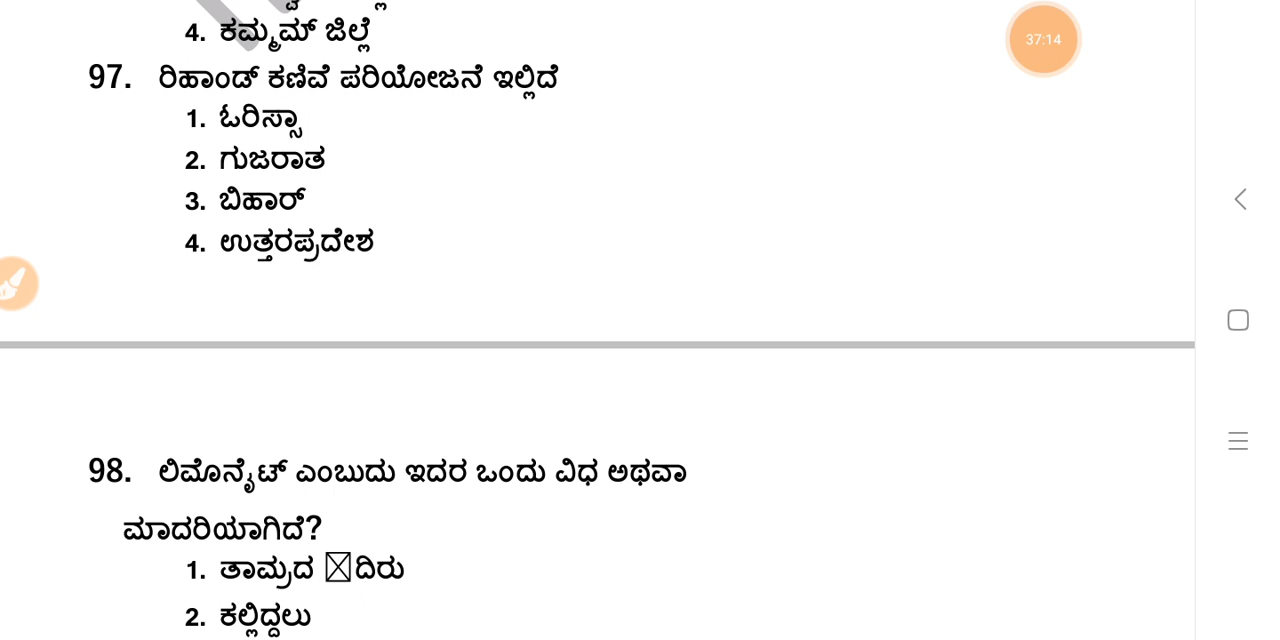 4. ಕಮ್ಮಮ್ ಜಿಲ್ಲೆ
37:14
97. ರಿಹಾಂಡ್ ಕಣಿವೆ ಪರಿಯೋಜನೆ ಇಲ್ಲಿದೆ
1. ಓರಿಸ್ಸಾ
2. ಗುಜರಾತ
3. ಬಿಹಾರ್
4. ಉತ್ತರಪ್ರದೇಶ
98. ಲಿಮೊನೈಟ್ ಎಂಬುದು ಇದರ ಒಂದು ವಿಧ ಅಥವಾ
ಮಾದರಿಯಾಗಿದೆ?
1. ತಾಮ್ರದ ದಿರು
2. ಕಲ್ಲಿದ್ದಲು